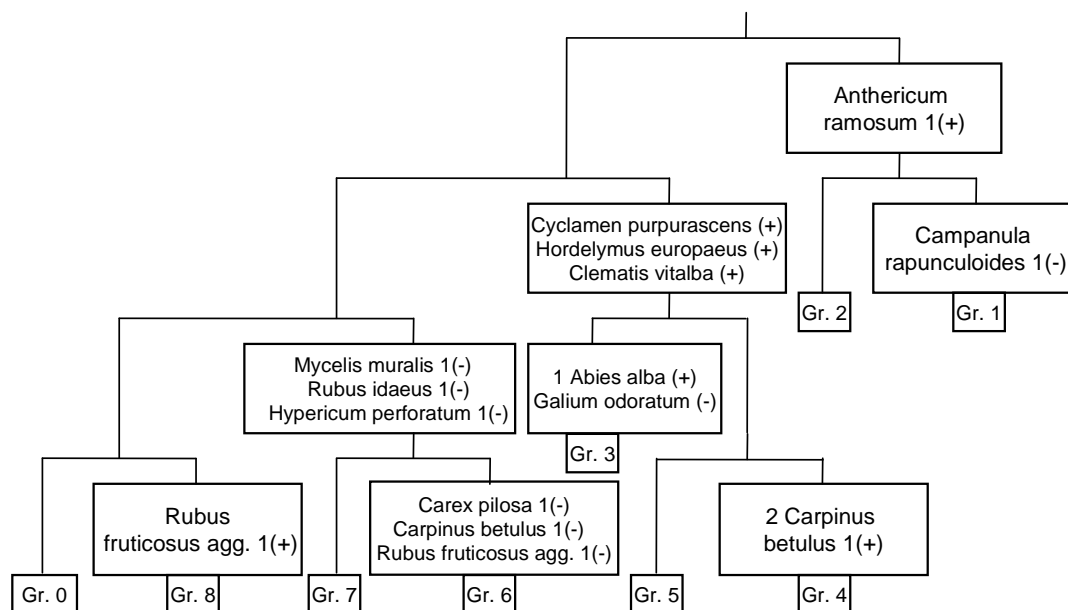 Anthericum
ramosum 1(+)
Cyclamen purpurascens (+)
Hordelymus europaeus (+)
Clematis vitalba (+)
Campanula
rapunculoides 1(-)
Gr. 2
Gr. 1
Mycelis muralis 1(-)
Rubus idaeus 1(-)
Hypericum perforatum 1(-)
1 Abies alba (+)
Galium odoratum (-)
Gr. 3
Rubus
fruticosus agg. 1(+)
Carex pilosa 1(-)
Carpinus betulus 1(-)
Rubus fruticosus agg. 1(-)
2 Carpinus
betulus 1(+)
Gr. 0
Gr. 8
Gr. 7
Gr. 6
Gr. 5
Gr. 4